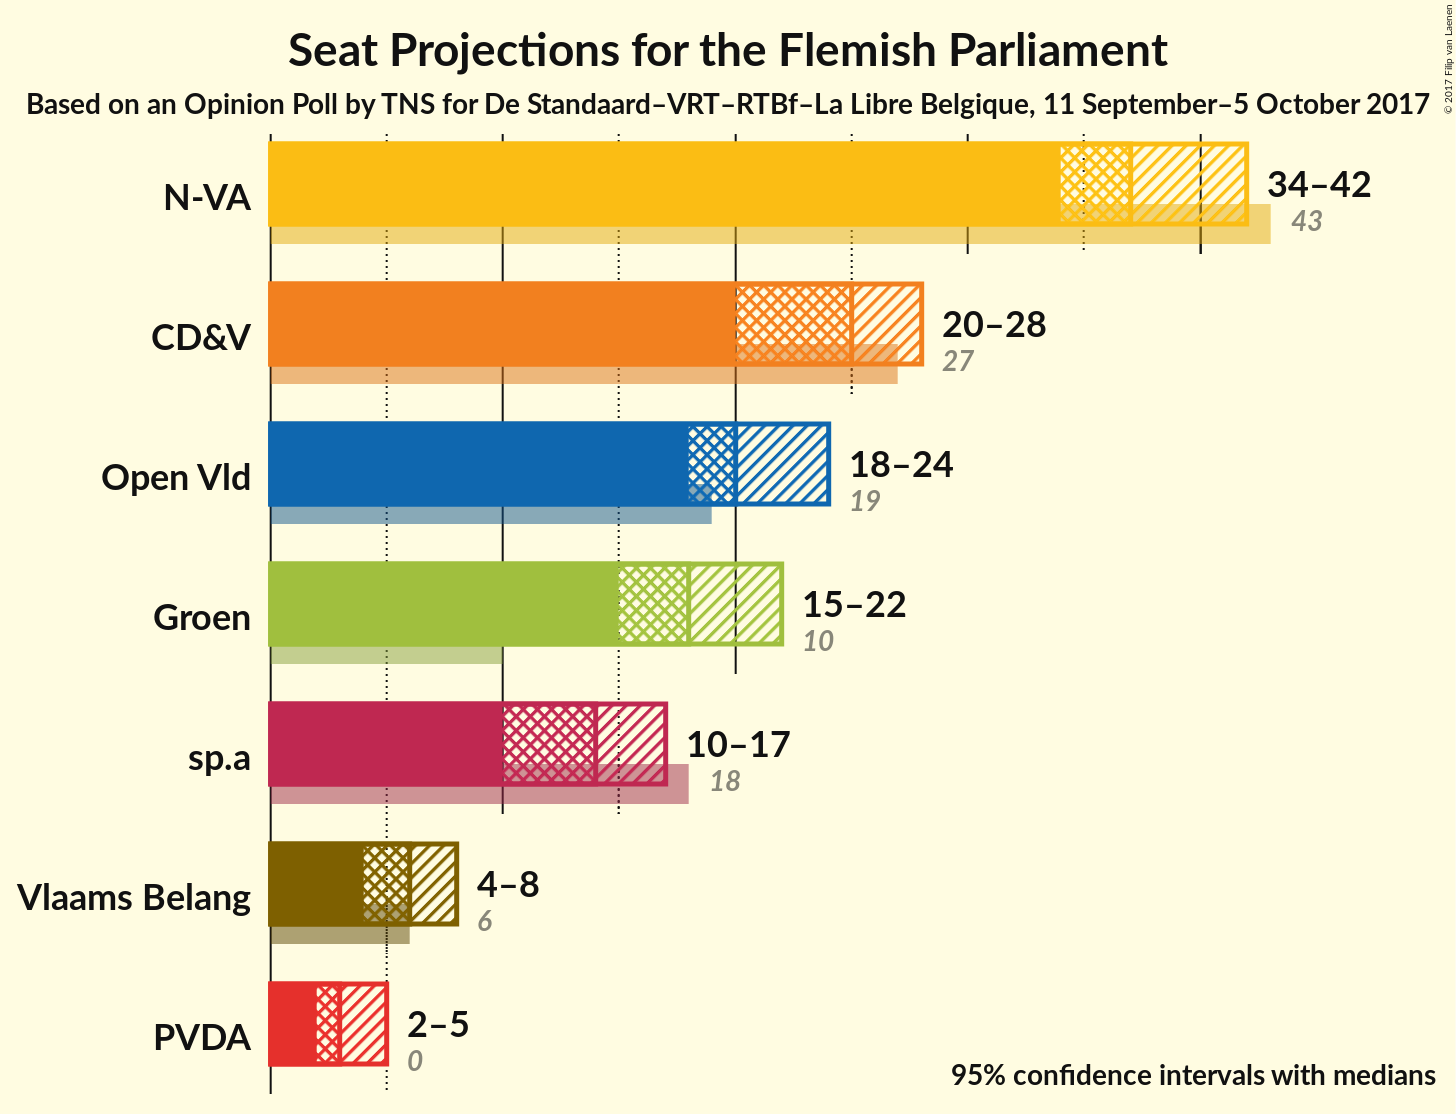 Seat Projections for the Flemish Parliament
Based on an Opinion Poll by TNS for De Standaard–VRT–RTBf–La Libre Belgique, 11 September–5 October 2017
© 2017 Filip van Laenen
N-VA
34–42
43
CD&V
20–28
27
Open Vld
18–24
19
Groen
15–22
10
sp.a
10–17
18
Vlaams Belang
4–8
6
PVDA
2–5
0
95% confidence intervals with medians